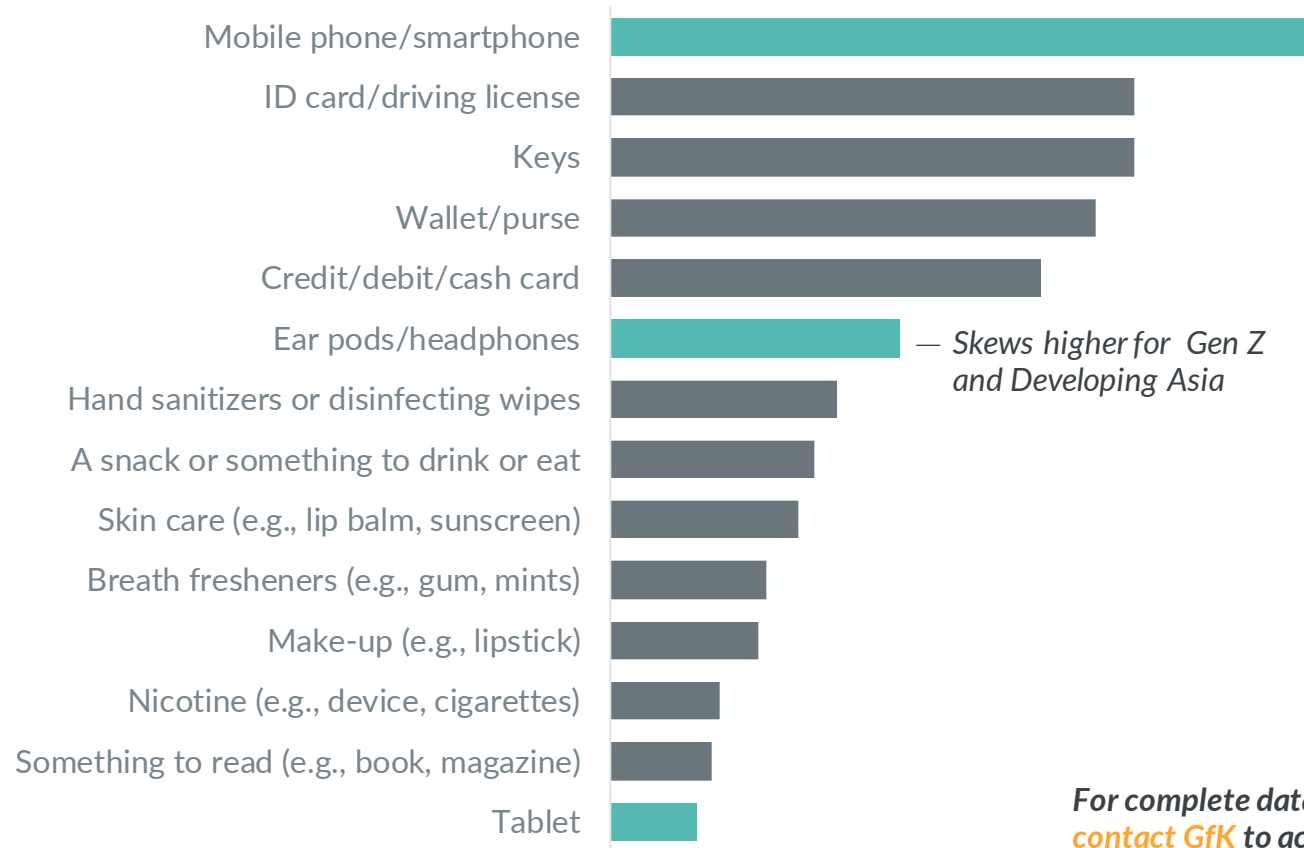 Mobile phone/smartphone
ID card/driving license
Keys
Wallet/purse
Credit/debit/cash card
Ear pods/headphones
— Skews higher for Gen Z
and Developing Asia
Hand sanitizers or disinfecting wipes
A snack or something to drink or eat
Skin care (e.g., lip balm, sunscreen)
Breath fresheners (e.g., gum, mints)
Make-up (e.g., lipstick)
Nicotine (e.g., device, cigarettes)
Something to read (e.g., book, magazine)
Tablet
For complete
contact GfK to